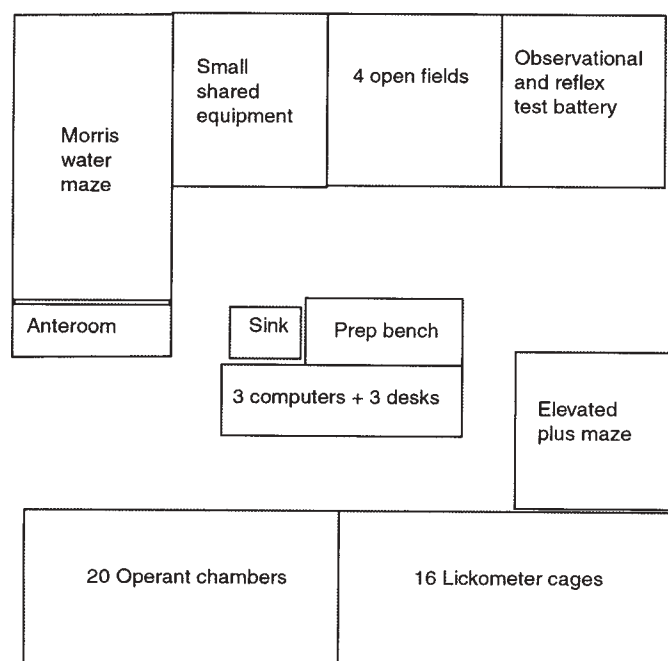 Morris
water
maze
Small
shared
equipment
4 open fields
Observational
and reflex
test battery
Anteroom
Sink
Prep bench
3 computers + 3 desks
Elevated
plus maze
20 Operant chambers
16 Lickometer cages